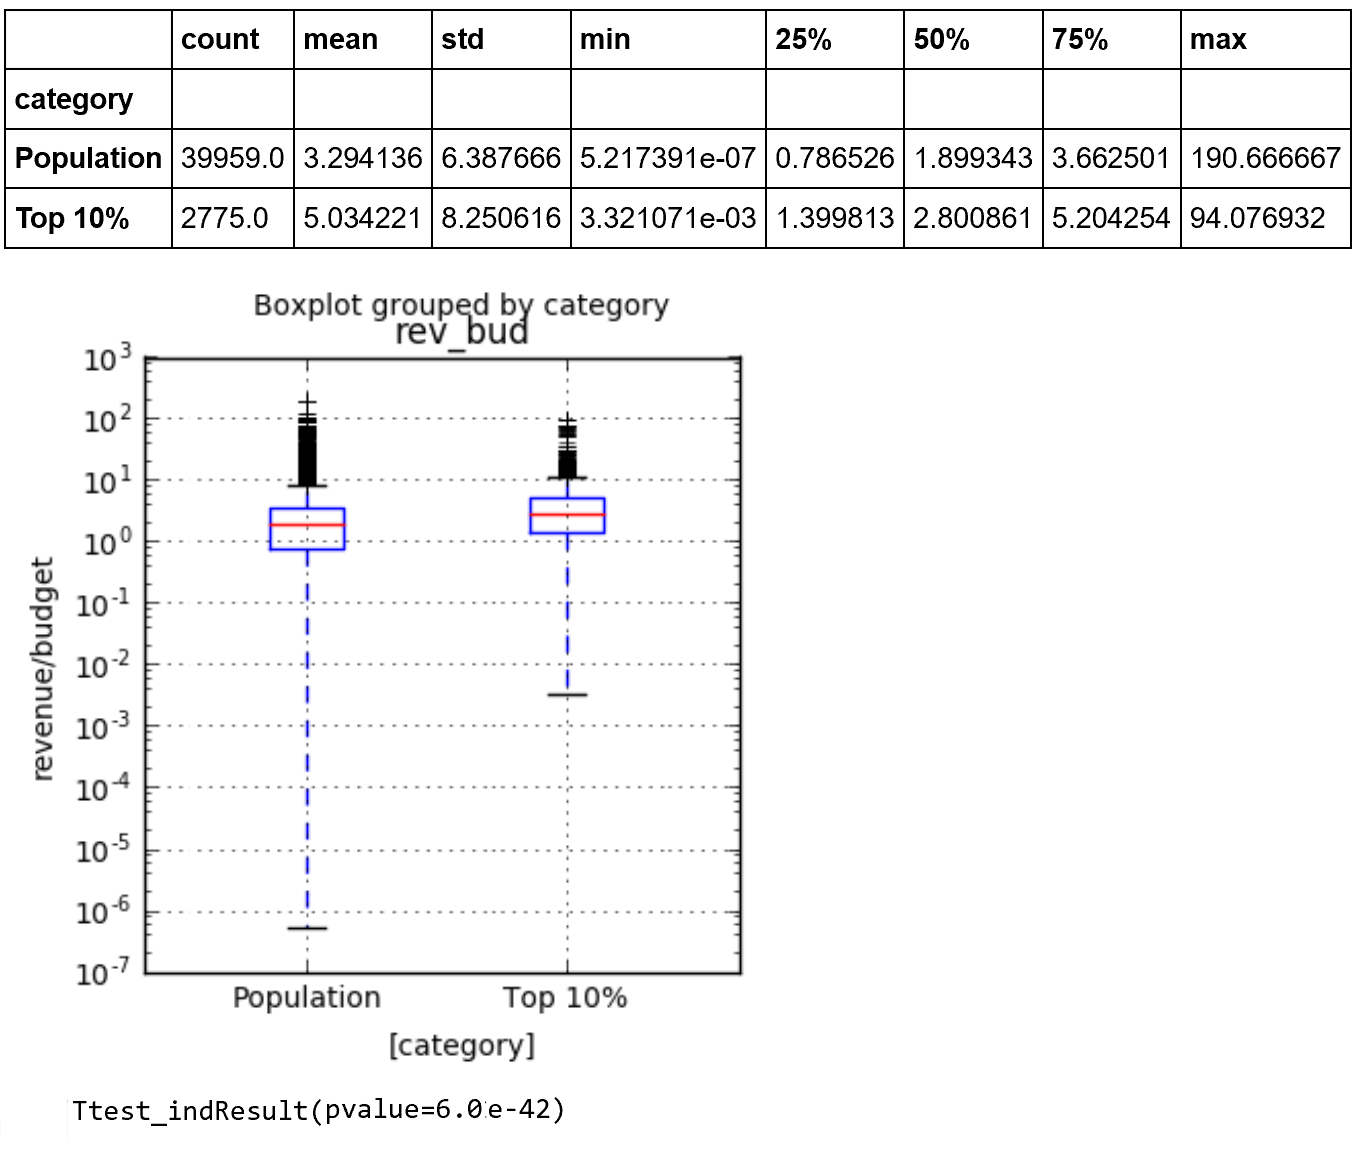 count mean std min 25% 50% 75% max
category
Population 39959.0 3.294136 6.387666 5.217391e-07 0.786526 1.899343 3.662501 190.666667
Top 10% 2775.0 5.034221 8.250616 3.321071e-03 1.399813 2.800861 5.204254 94.076932
Boxplot grouped by category
rev_bud
10^3
10^2
10^1
10^0
10^-1
10^-2
10^-3
10^-4
10^-5
10^-6
10^-7
revenue/budget
Population Top 10%
[category]
Ttest_indResult(pvalue=6.0e-42)